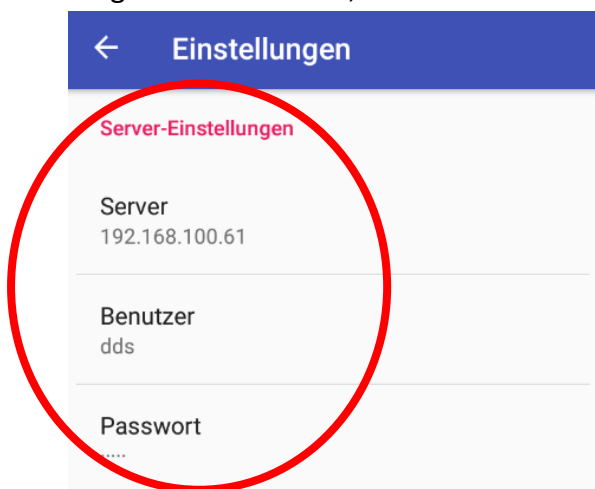 Einstellungen
Server-Einstellungen
Server
192.168.100.61
Benutzer
dds
Passwort
.....